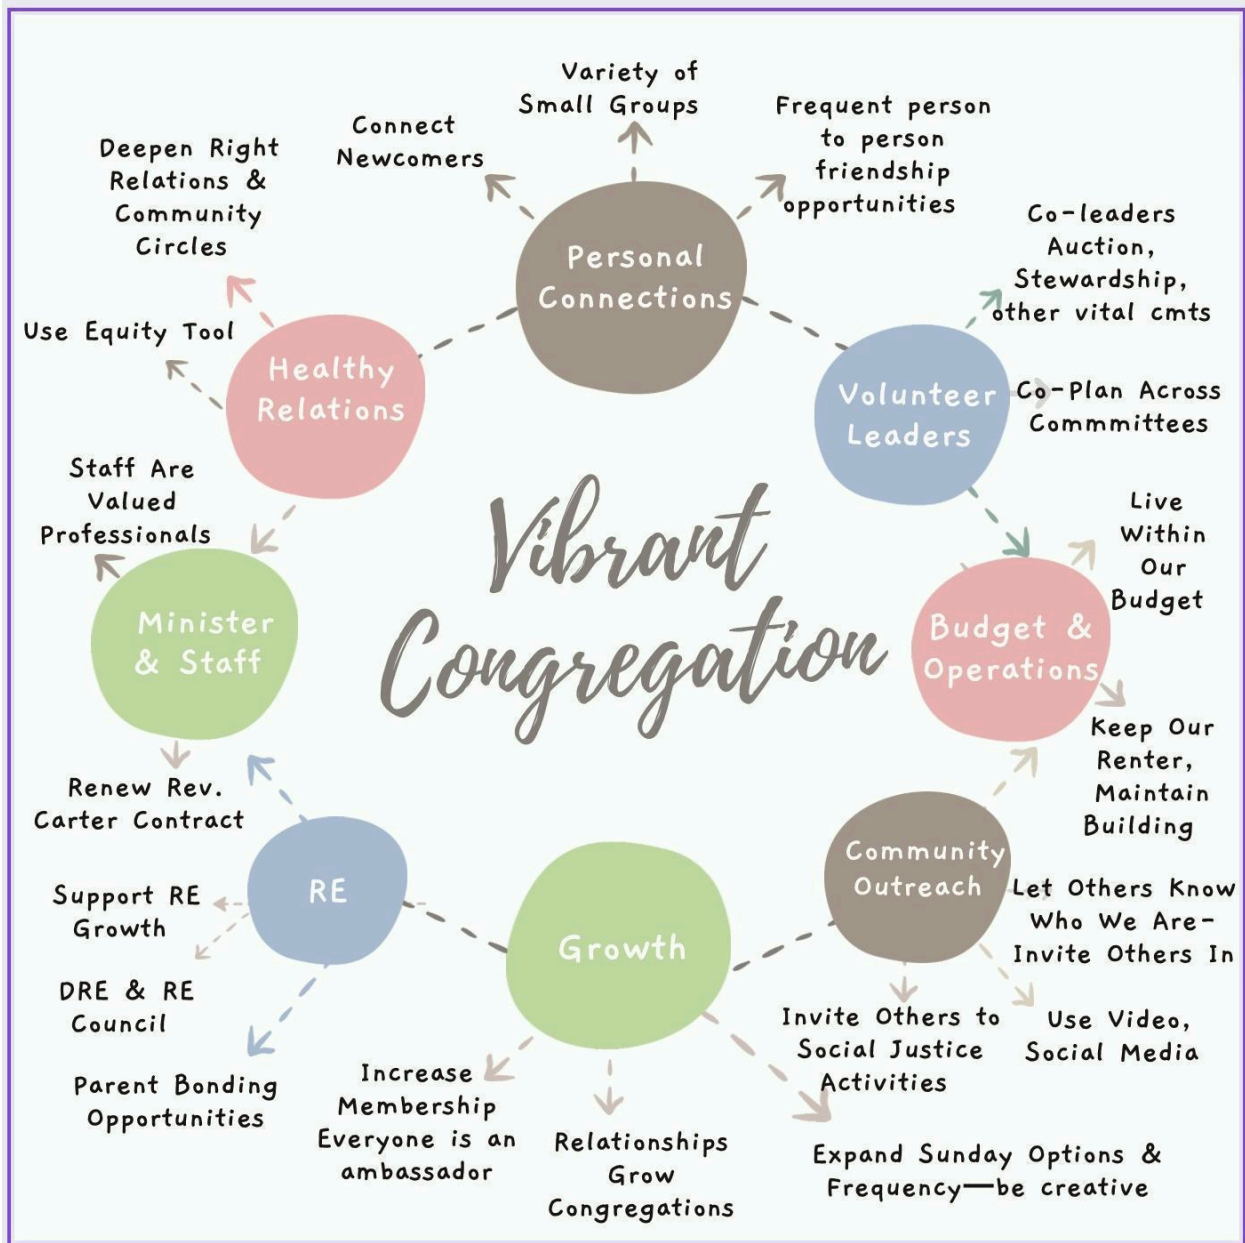 Variety of
Small Groups
Connect
Newcomers
Frequent person
to person
friendship
opportunities
Deepen Right
Relations &
Community
Circles
Personal
Connections
Co-leaders
Auction,
Stewardship,
other vital cmts
Use Equity Tool
Healthy
Relations
Volunteer
Leaders
Co-Plan Across
Commmittees
Staff Are
Valued
Professionals
Vibrant
Congregation
Live
Within
Our
Budget
Minister
& Staff
Budget &
Operations
Renew Rev.
Carter Contract
Keep Our
Renter,
Maintain
Building
RE
Support RE
Growth
DRE & RE
Council
Parent Bonding
Opportunities
Growth
Community
Outreach
Let Others Know
Who We Are-
Invite Others In
Use Video,
Social Media
Invite Others to
Social Justice
Activities
Increase
Membership
Everyone is an
ambassador
Relationships
Grow
Congregations
Expand Sunday Options &
Frequency—be creative